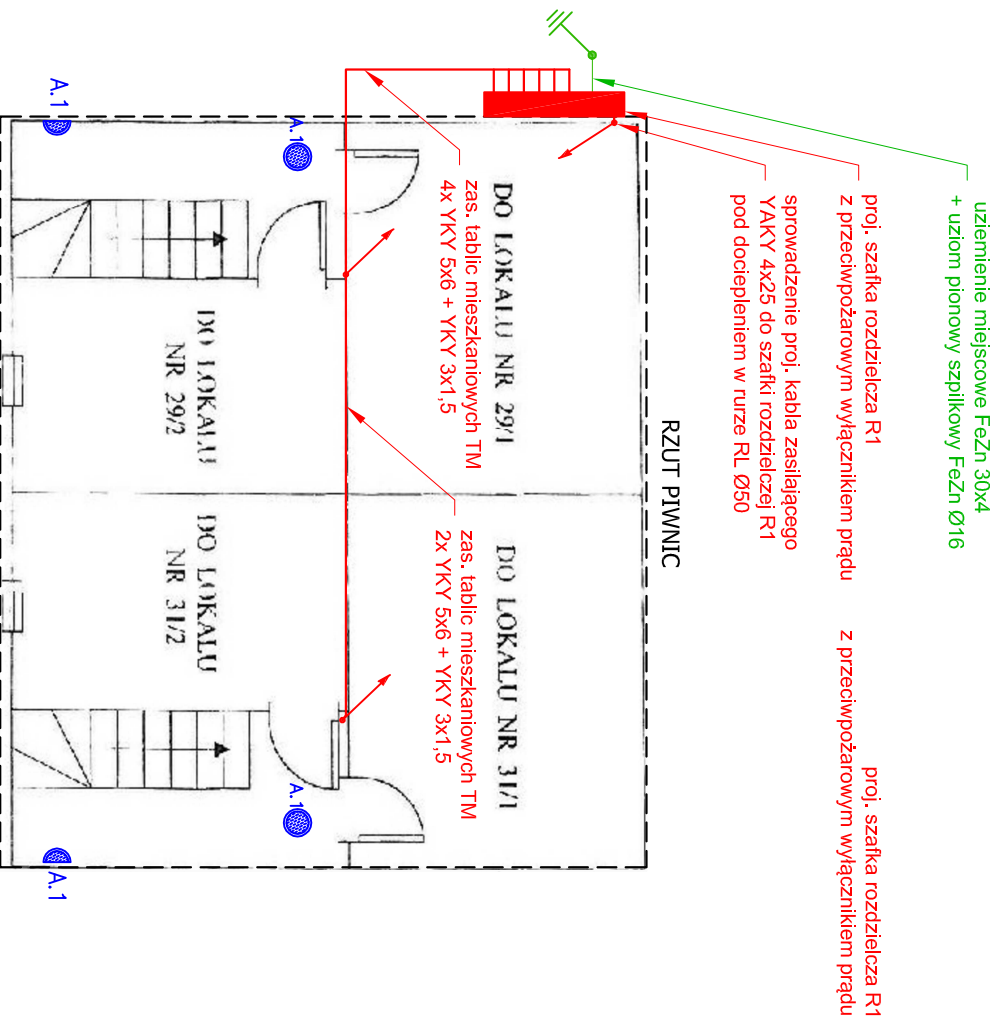 uziemienie miejscowe FeZn 30x4
+ uziom pionowy szpilkowy FeZn Ø16
proj. szafka rozdzielcza R1
z przeciwpożarowym wyłącznikiem prądu
proj. szafka rozdzielcza R1
z przeciwpożarowym wyłącznikiem prądu
sprowadzenie proj. kabla zasilającego
YAKY 4x25 do szafki rozdzielczej R1
pod dociepleniem w rurze RL Ø50
RZUT PIWNIC
DO LOKALU NR 29/1
DO LOKALU NR 31/1
zas. tablic mieszkaniowych TM
4x YKY 5x6 + YKY 3x1,5
zas. tablic mieszkaniowych TM
2x YKY 5x6 + YKY 3x1,5
A.1
A.1
DO LOKALU
NR 29/2
DO LOKALU
NR 31/2
A.1
A.1